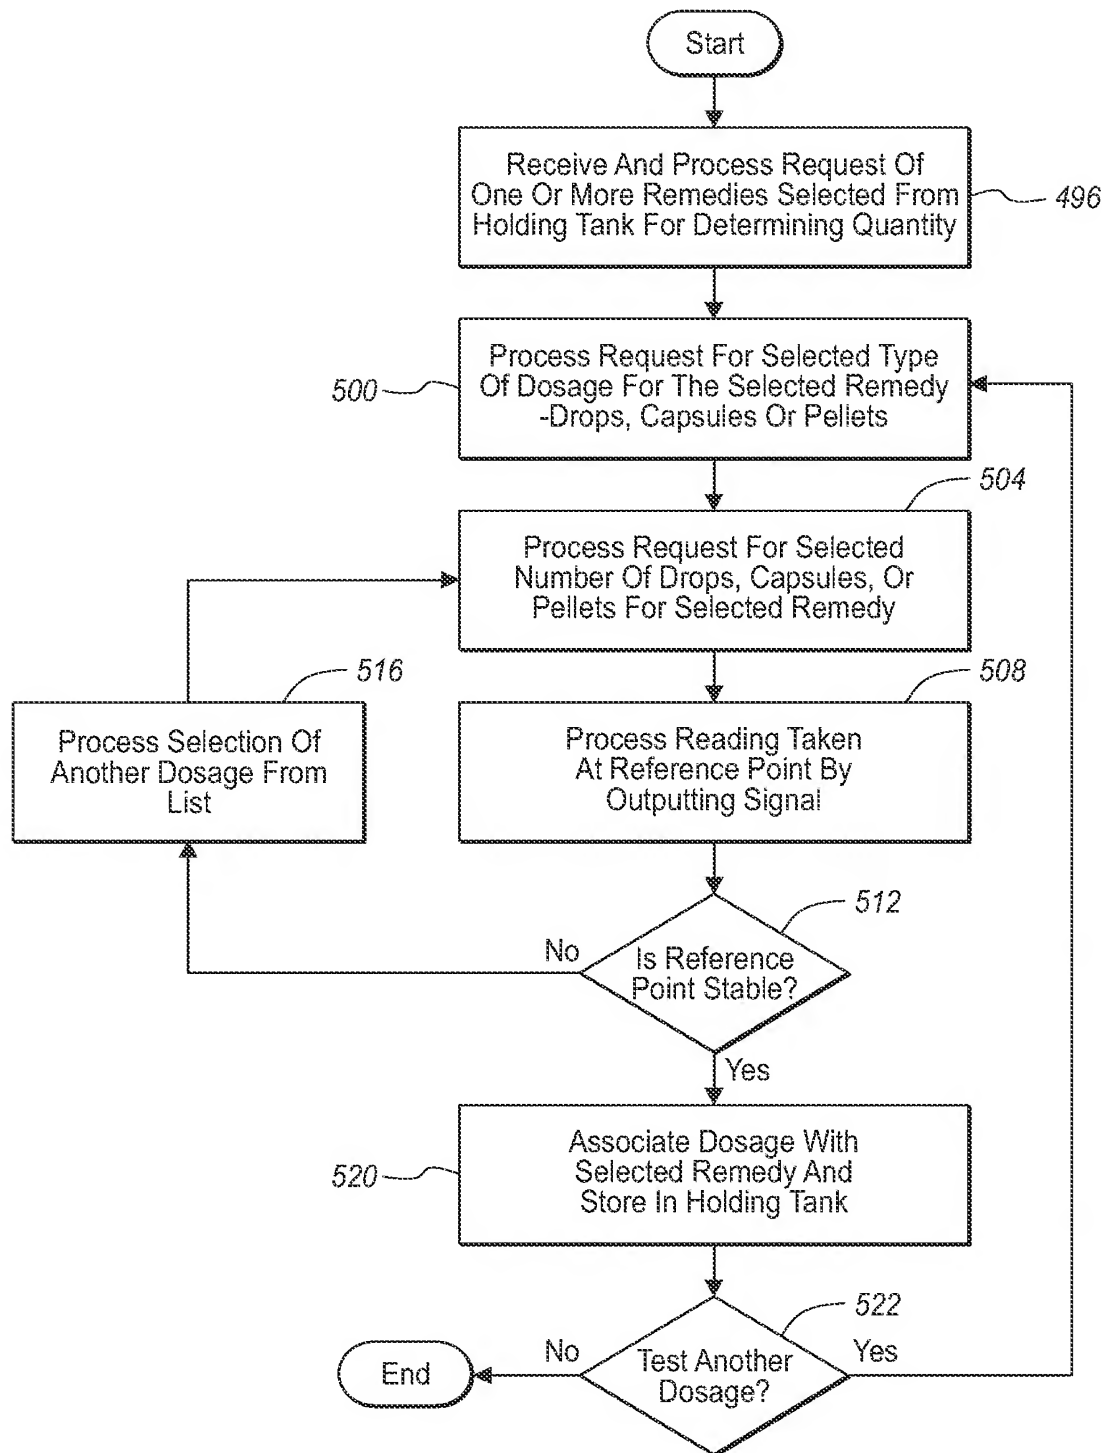 Start
Receive And Process Request Of
One Or More Remedies Selected From
Holding Tank For Determining Quantity
496
Process Request For Selected Type
Of Dosage For The Selected Remedy
-Drops, Capsules Or Pellets
500
504
Process Request For Selected
Number Of Drops, Capsules, Or
Pellets For Selected Remedy
516
Process Selection Of
Another Dosage From
List
508
Process Reading Taken
At Reference Point By
Outputting Signal
512
No
Is Reference
Point Stable?
Yes
Associate Dosage With
Selected Remedy And
Store In Holding Tank
520
522
End
No
Test Another
Dosage?
Yes